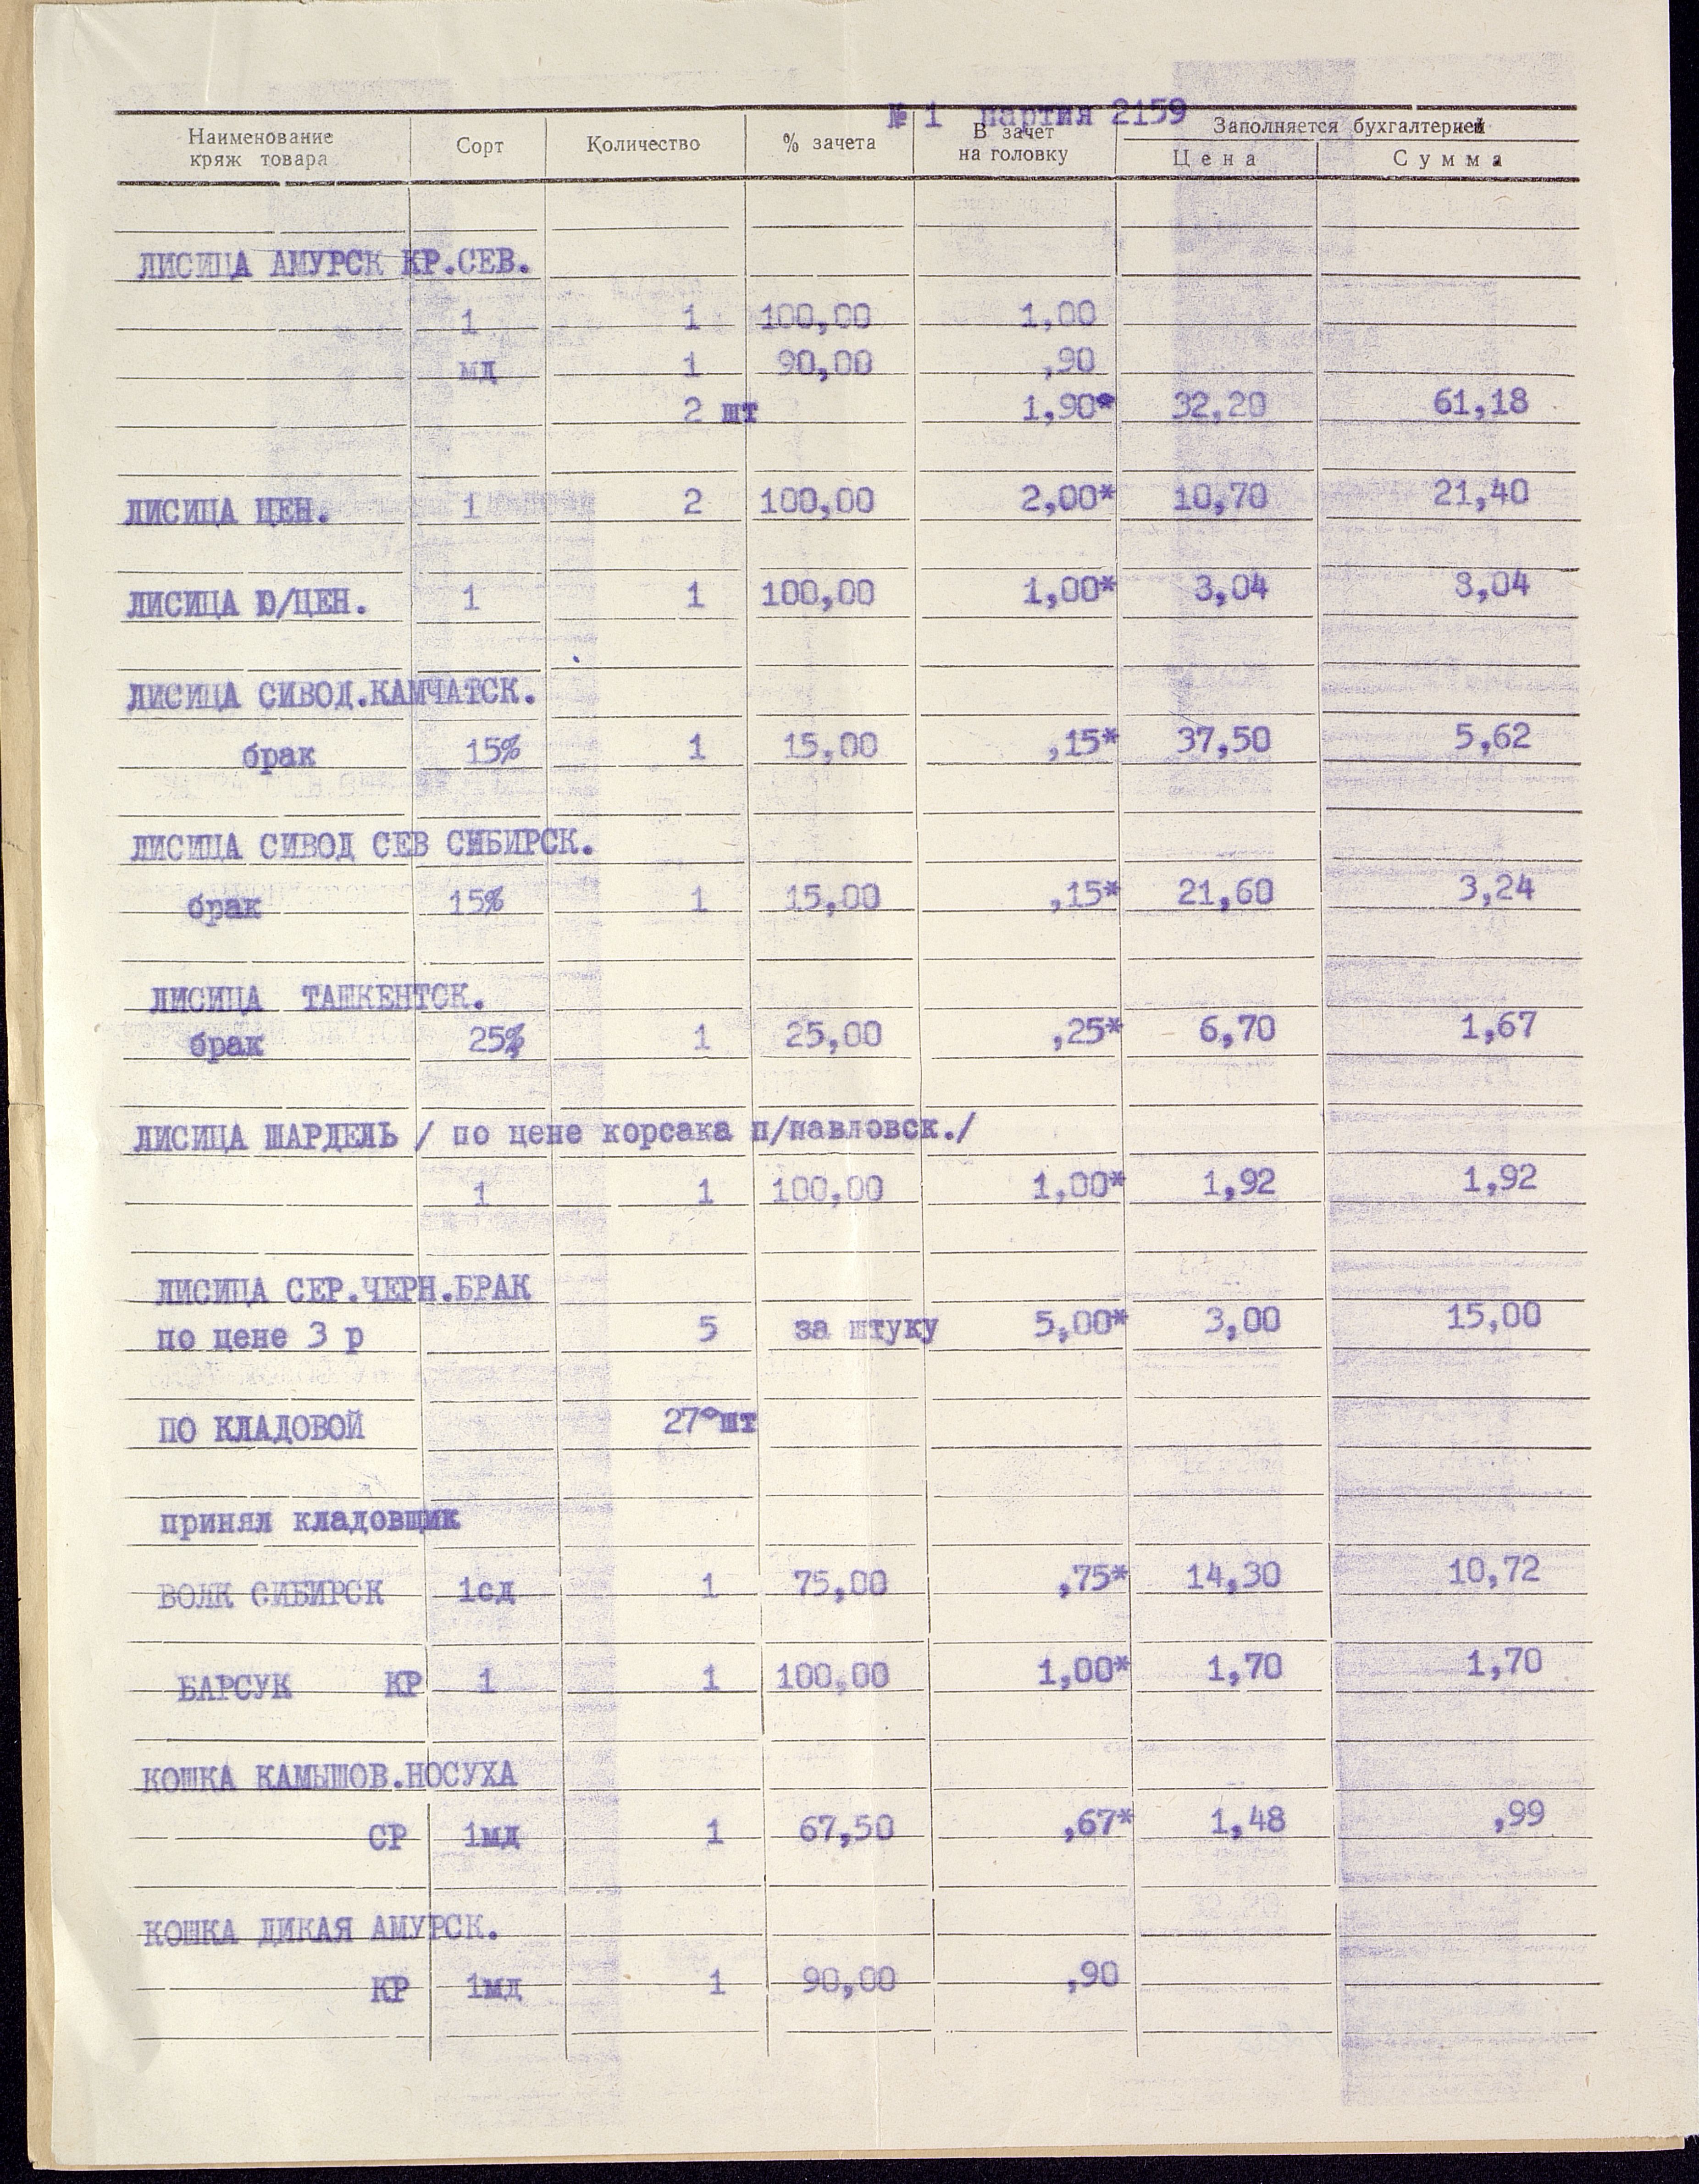 № 1 партия 2159
Наименование кряж товара Сорт Количество % зачета В зачет на головку Заполняется бухгалтерией
Цена Сумма
ЛИСИЦА АМУРСК КР.СЕВ.
1 1 100,00 1,00
мд 1 90,00 ,90
2 шт 1,90* 32,20 61,18
ЛИСИЦА ЦЕН. 1 2 100,00 2,00* 10,70 21,40
ЛИСИЦА Ю/ЦЕН. 1 1 100,00 1,00* 3,04 3,04
ЛИСИЦА СИВОД.КАМЧАТСК.
брак 15% 1 15,00 ,15* 37,50 5,62
ЛИСИЦА СИВОД СЕВ СИБИРСК.
брак 15% 1 15,00 ,15* 21,60 3,24
ЛИСИЦА ТАШКЕНТСК.
брак 25% 1 25,00 ,25* 6,70 1,67
ЛИСИЦА ШАРДЕЛЬ / по цене корсака п/павловск./
1 1 100,00 1,00* 1,92 1,92
ЛИСИЦА СЕР.ЧЕРН.БРАК
по цене 3 р 5 за штуку 5,00* 3,00 15,00
ПО КЛАДОВОЙ 27°шт
принял кладовщик
ВОЛК СИБИРСК 1сд 1 75,00 ,75* 14,30 10,72
БАРСУК КР 1 1 100,00 1,00* 1,70 1,70
КОШКА КАМЫШОВ.НОСУХА
СР 1мд 1 67,50 ,67* 1,48 ,99
КОШКА ДИКАЯ АМУРСК.
КР 1мд 1 90,00 ,90